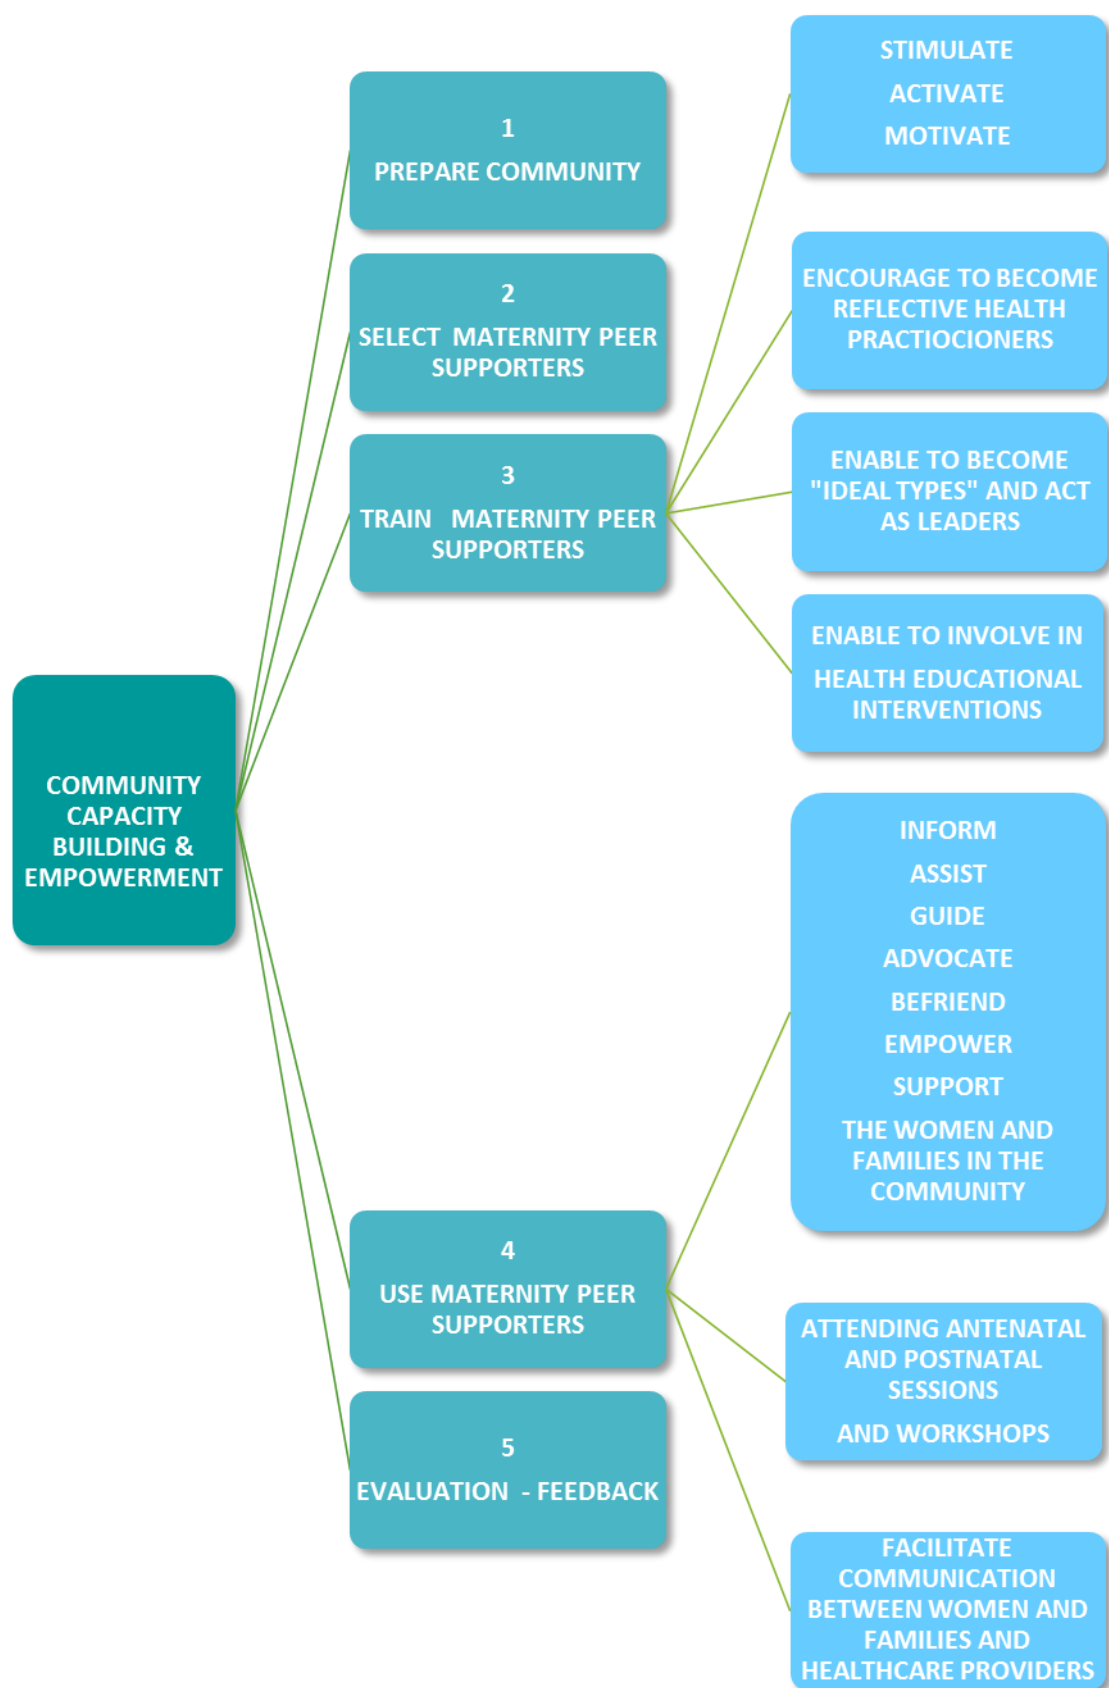 COMMUNITY
CAPACITY
BUILDING &
EMPOWERMENT
1
PREPARE COMMUNITY
2
SELECT MATERNITY PEER
SUPPORTERS
3
TRAIN MATERNITY PEER
SUPPORTERS
STIMULATE
ACTIVATE
MOTIVATE
ENCOURAGE TO BECOME
REFLECTIVE HEALTH
PRACTIOCIONERS
ENABLE TO BECOME
"IDEAL TYPES" AND ACT
AS LEADERS
ENABLE TO INVOLVE IN
HEALTH EDUCATIONAL
INTERVENTIONS
4
USE MATERNITY PEER
SUPPORTERS
INFORM
ASSIST
GUIDE
ADVOCATE
BEFRIEND
EMPOWER
SUPPORT
THE WOMEN AND
FAMILIES IN THE
COMMUNITY
ATTENDING ANTENATAL
AND POSTNATAL
SESSIONS
AND WORKSHOPS
FACILITATE
COMMUNICATION
BETWEEN WOMEN AND
FAMILIES AND
HEALTHCARE PROVIDERS
5
EVALUATION - FEEDBACK